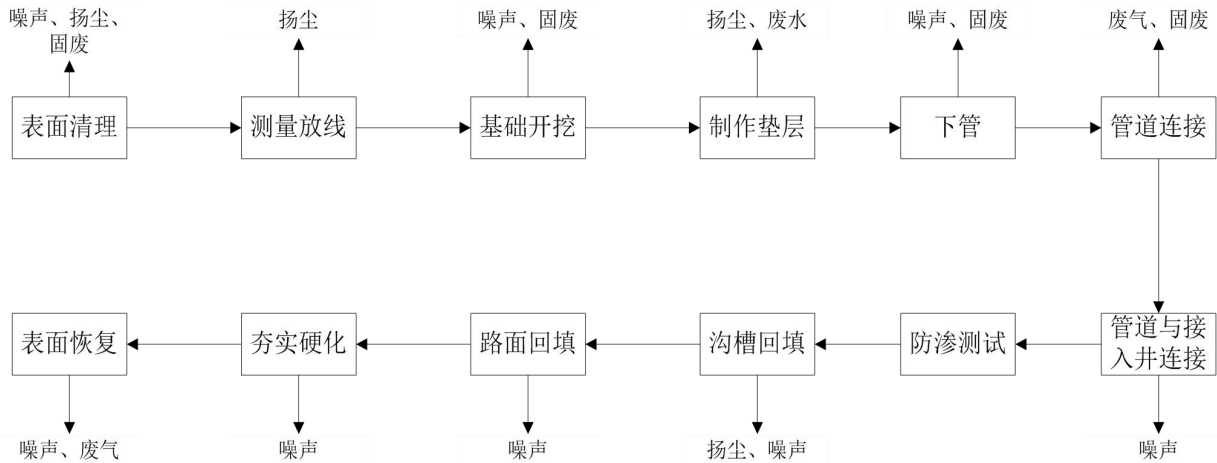 噪声、扬尘、
固废
扬尘
噪声、固废
扬尘、废水
噪声、固废
废气、固废
表面清理
测量放线
基础开挖
制作垫层
下管
管道连接
表面恢复
夯实硬化
路面回填
沟槽回填
防渗测试
管道与接
入井连接
噪声、废气
噪声
噪声
扬尘、噪声
噪声